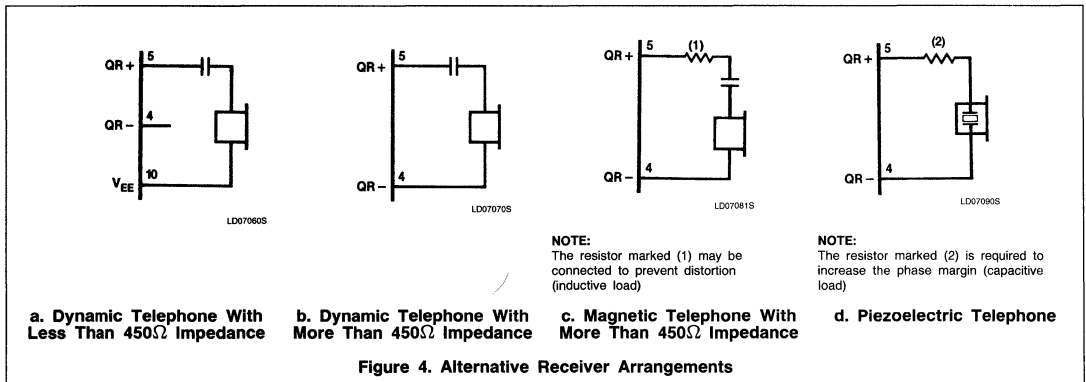 5
QR+
4
QR−
10
VEE
LD07060S
5
QR+
4
QR−
LD07070S
5
(1)
QR+
4
QR−
LD07081S
NOTE:
The resistor marked (1) may be
connected to prevent distortion
(inductive load)
5
(2)
QR+
4
QR−
LD07090S
NOTE:
The resistor marked (2) is required to
increase the phase margin (capacitive
load)
a. Dynamic Telephone With
Less Than 450Ω Impedance
b. Dynamic Telephone With
More Than 450Ω Impedance
c. Magnetic Telephone With
More Than 450Ω Impedance
d. Piezoelectric Telephone
Figure 4. Alternative Receiver Arrangements